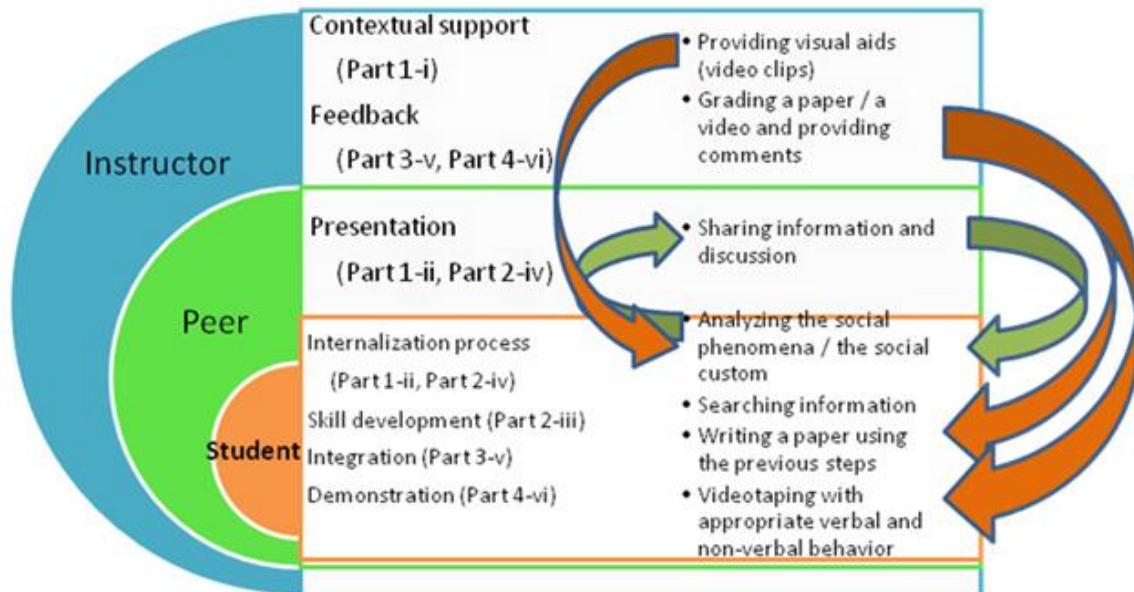 Instructor
Peer
Student
Contextual support
(Part 1-i)
Feedback
(Part 3-v, Part 4-vi)
• Providing visual aids
(video clips)
• Grading a paper / a
video and providing
comments
Presentation
(Part 1-ii, Part 2-iv)
• Sharing information and
discussion
Internalization process
(Part 1-ii, Part 2-iv)
Skill development (Part 2-iii)
Integration (Part 3-v)
Demonstration (Part 4-vi)
• Analyzing the social
phenomena / the social
custom
• Searching information
• Writing a paper using
the previous steps
• Videotaping with
appropriate verbal and
non-verbal behavior